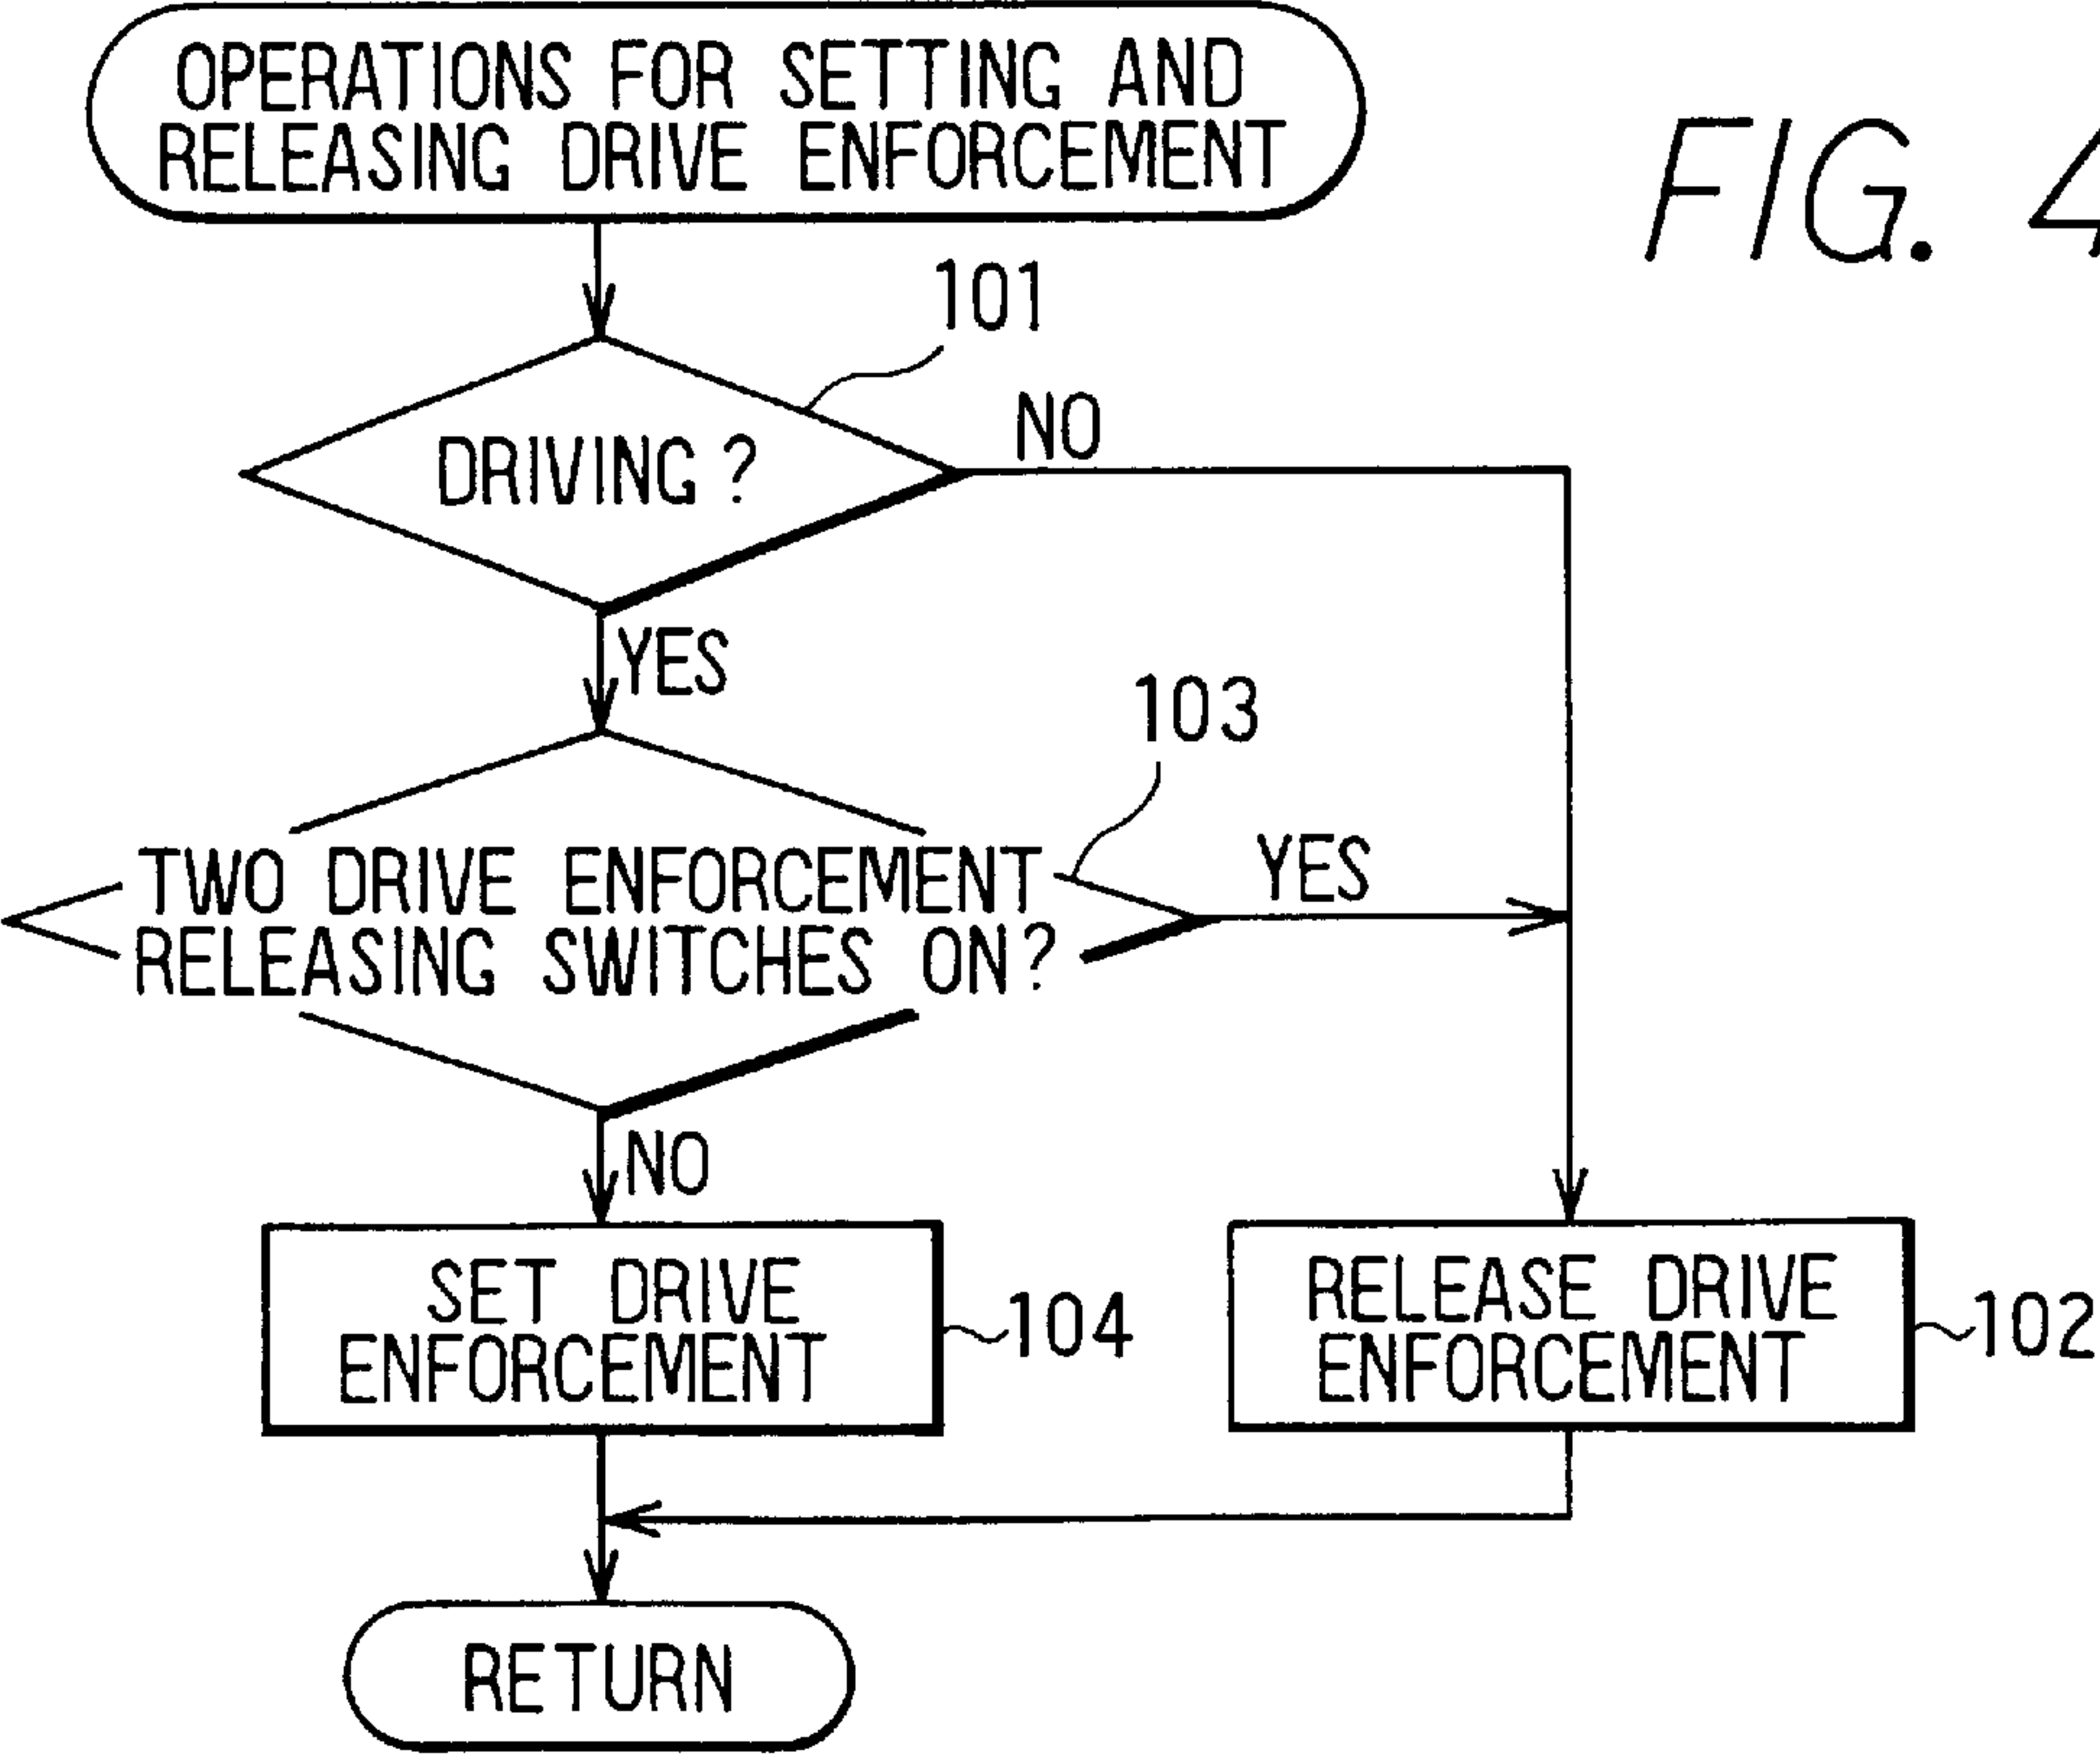 OPERATIONS FOR SETTING AND
RELEASING DRIVE ENFORCEMENT
FIG. 4
101
DRIVING ?
NO
YES
103
TWO DRIVE ENFORCEMENT
RELEASING SWITCHES ON?
YES
NO
SET DRIVE
ENFORCEMENT
104
RELEASE DRIVE
ENFORCEMENT
102
RETURN